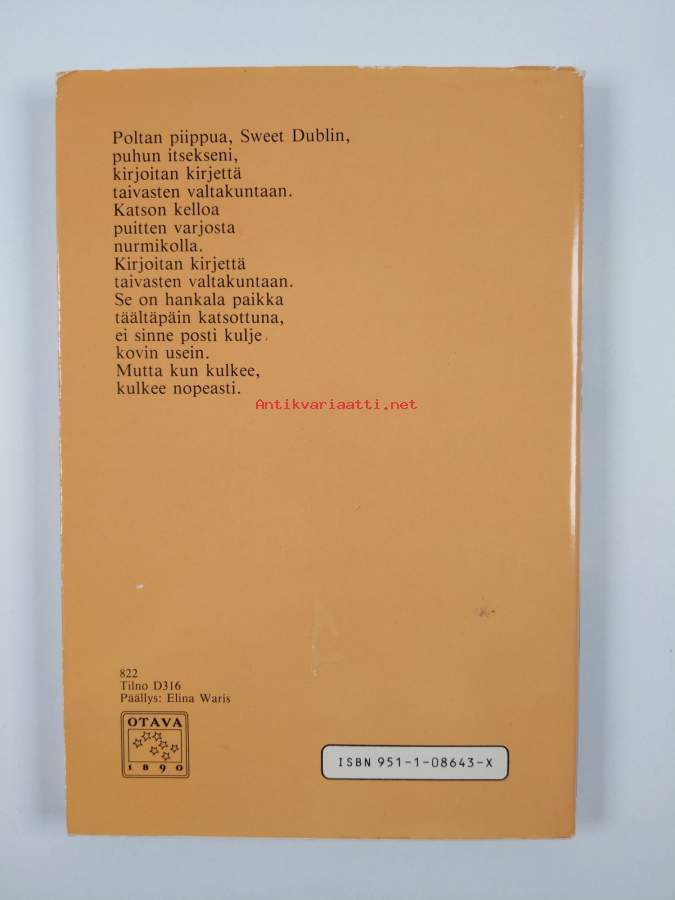 Poltan piippua, Sweet Dublin,
puhun itsekseni,
kirjoitan kirjettä
taivasten valtakuntaan.
Katson kelloa
puitten varjosta
nurmikolla.
Kirjoitan kirjettä
taivasten valtakuntaan.
Se on hankala paikka
täältäpäin katsottuna,
ei sinne posti kulje
kovin usein.
Mutta kun kulkee,
kulkee nopeasti.
Antikvariaatti.net
822
Tilno D316
Päällys: Elina Waris
OTAVA
1890
ISBN 951-1-08643-X